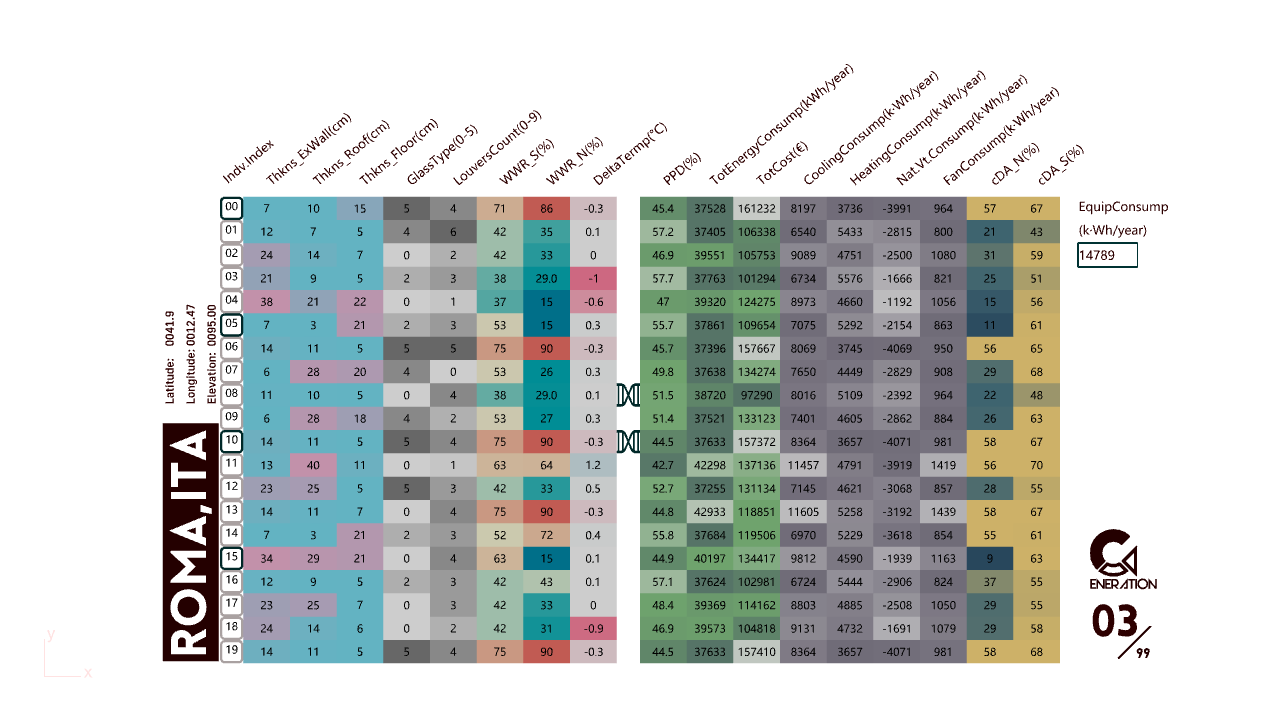 Indv.Index Thkns_ExWall(cm) Thkns_Roof(cm) Thkns_Floor(cm) GlassType(0-5) LouversCount(0-9) WWR_S(%) WWR_N(%) DeltaTermp(°C) PPD(%) TotEnergyConsump(kWh/year) TotCost(€) CoolingConsump(k·Wh/year) HeatingConsump(k·Wh/year) Nat.Vt.Consump(k·Wh/year) FanConsump(k·Wh/year) cDA_N(%) cDA_S(%)
00 7 10 15 5 4 71 86 -0.3 45.4 37528 161232 8197 3736 -3991 964 57 67
01 12 7 5 4 6 42 35 0.1 57.2 37405 106338 6540 5433 -2815 800 21 43
02 24 14 7 0 2 42 33 0 46.9 39551 105753 9089 4751 -2500 1080 31 59
03 21 9 5 2 3 38 29.0 -1 57.7 37763 101294 6734 5576 -1666 821 25 51
04 38 21 22 0 1 37 15 -0.6 47 39320 124275 8973 4660 -1192 1056 15 56
05 7 3 21 2 3 53 15 0.3 55.7 37861 109654 7075 5292 -2154 863 11 61
06 14 11 5 5 5 75 90 -0.3 45.7 37396 157667 8069 3745 -4069 950 56 65
07 6 28 20 4 0 53 26 0.3 49.8 37638 134274 7650 4449 -2829 908 29 68
08 11 10 5 0 4 38 29.0 0.1 51.5 38720 97290 8016 5109 -2392 964 22 48
09 6 28 18 4 2 53 27 0.3 51.4 37521 133123 7401 4605 -2862 884 26 63
10 14 11 5 5 4 75 90 -0.3 44.5 37633 157372 8364 3657 -4071 981 58 67
11 13 40 11 0 1 63 64 1.2 42.7 42298 137136 11457 4791 -3919 1419 56 70
12 23 25 5 5 3 42 33 0.5 52.7 37255 131134 7145 4621 -3068 857 28 55
13 14 11 7 0 4 75 90 -0.3 44.8 42933 118851 11605 5258 -3192 1439 58 67
14 7 3 21 2 3 52 72 0.4 55.8 37684 119506 6970 5229 -3618 854 55 61
15 34 29 21 0 4 63 15 0.1 44.9 40197 134417 9812 4590 -1939 1163 9 63
16 12 9 5 2 3 42 43 0.1 57.1 37624 102981 6724 5444 -2906 824 37 55
17 23 25 7 0 3 42 33 0 48.4 39369 114162 8803 4885 -2508 1050 29 55
18 24 14 6 0 2 42 31 -0.9 46.9 39573 104818 9131 4732 -1691 1079 29 58
19 14 11 5 5 4 75 90 -0.3 44.5 37633 157410 8364 3657 -4071 981 58 68
EquipConsump
(k·Wh/year)
14789
Latitude: 0041.9
Longitude: 0012.47
Elevation: 0095.00
ROMA,ITA
ENERATION
03/99
y
x